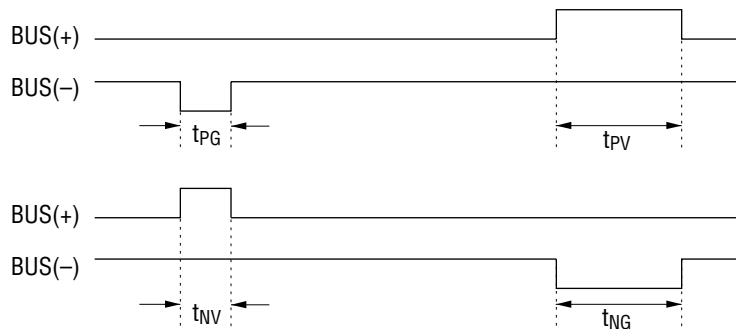 BUS(+)
BUS(–)
tPG
tPV
BUS(+)
BUS(–)
tNV
tNG